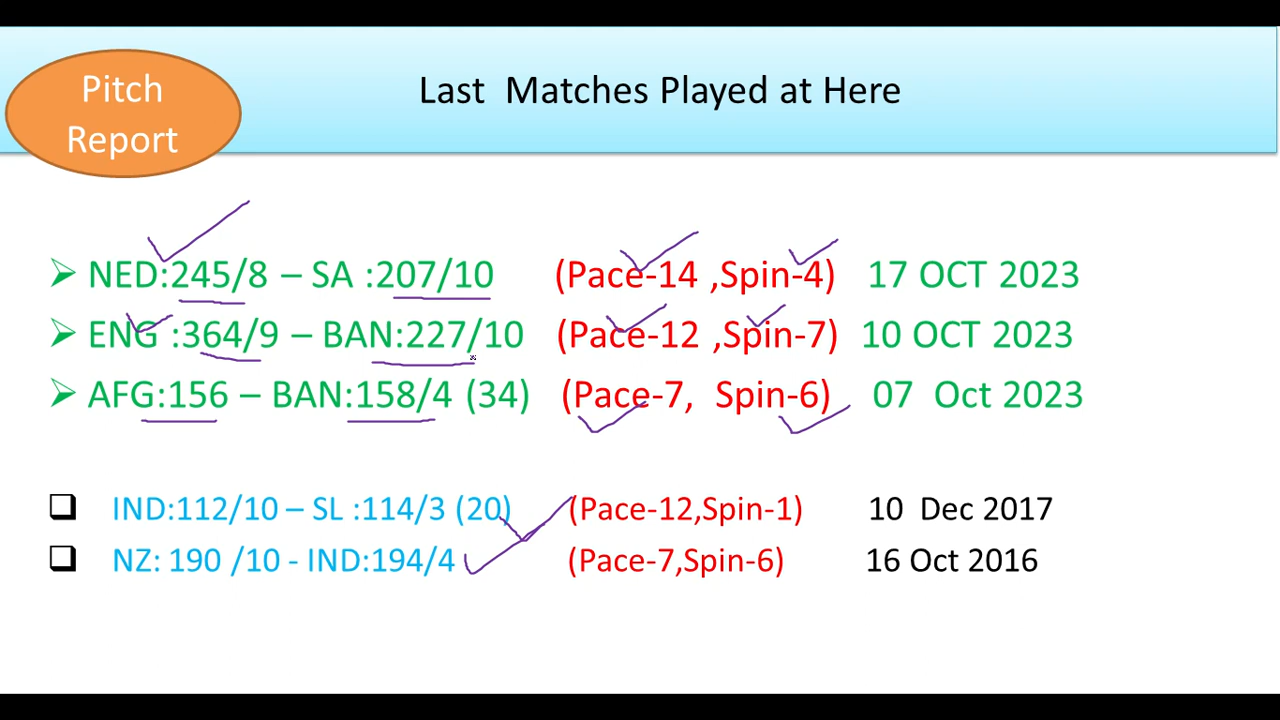 Pitch
Report
Last Matches Played at Here
NED:245/8 – SA :207/10 (Pace-14 ,Spin-4) 17 OCT 2023
ENG :364/9 – BAN:227/10 (Pace-12 ,Spin-7) 10 OCT 2023
AFG:156 – BAN:158/4 (34) (Pace-7, Spin-6) 07 Oct 2023
IND:112/10 – SL :114/3 (20) (Pace-12,Spin-1) 10 Dec 2017
NZ: 190 /10 - IND:194/4 (Pace-7,Spin-6) 16 Oct 2016